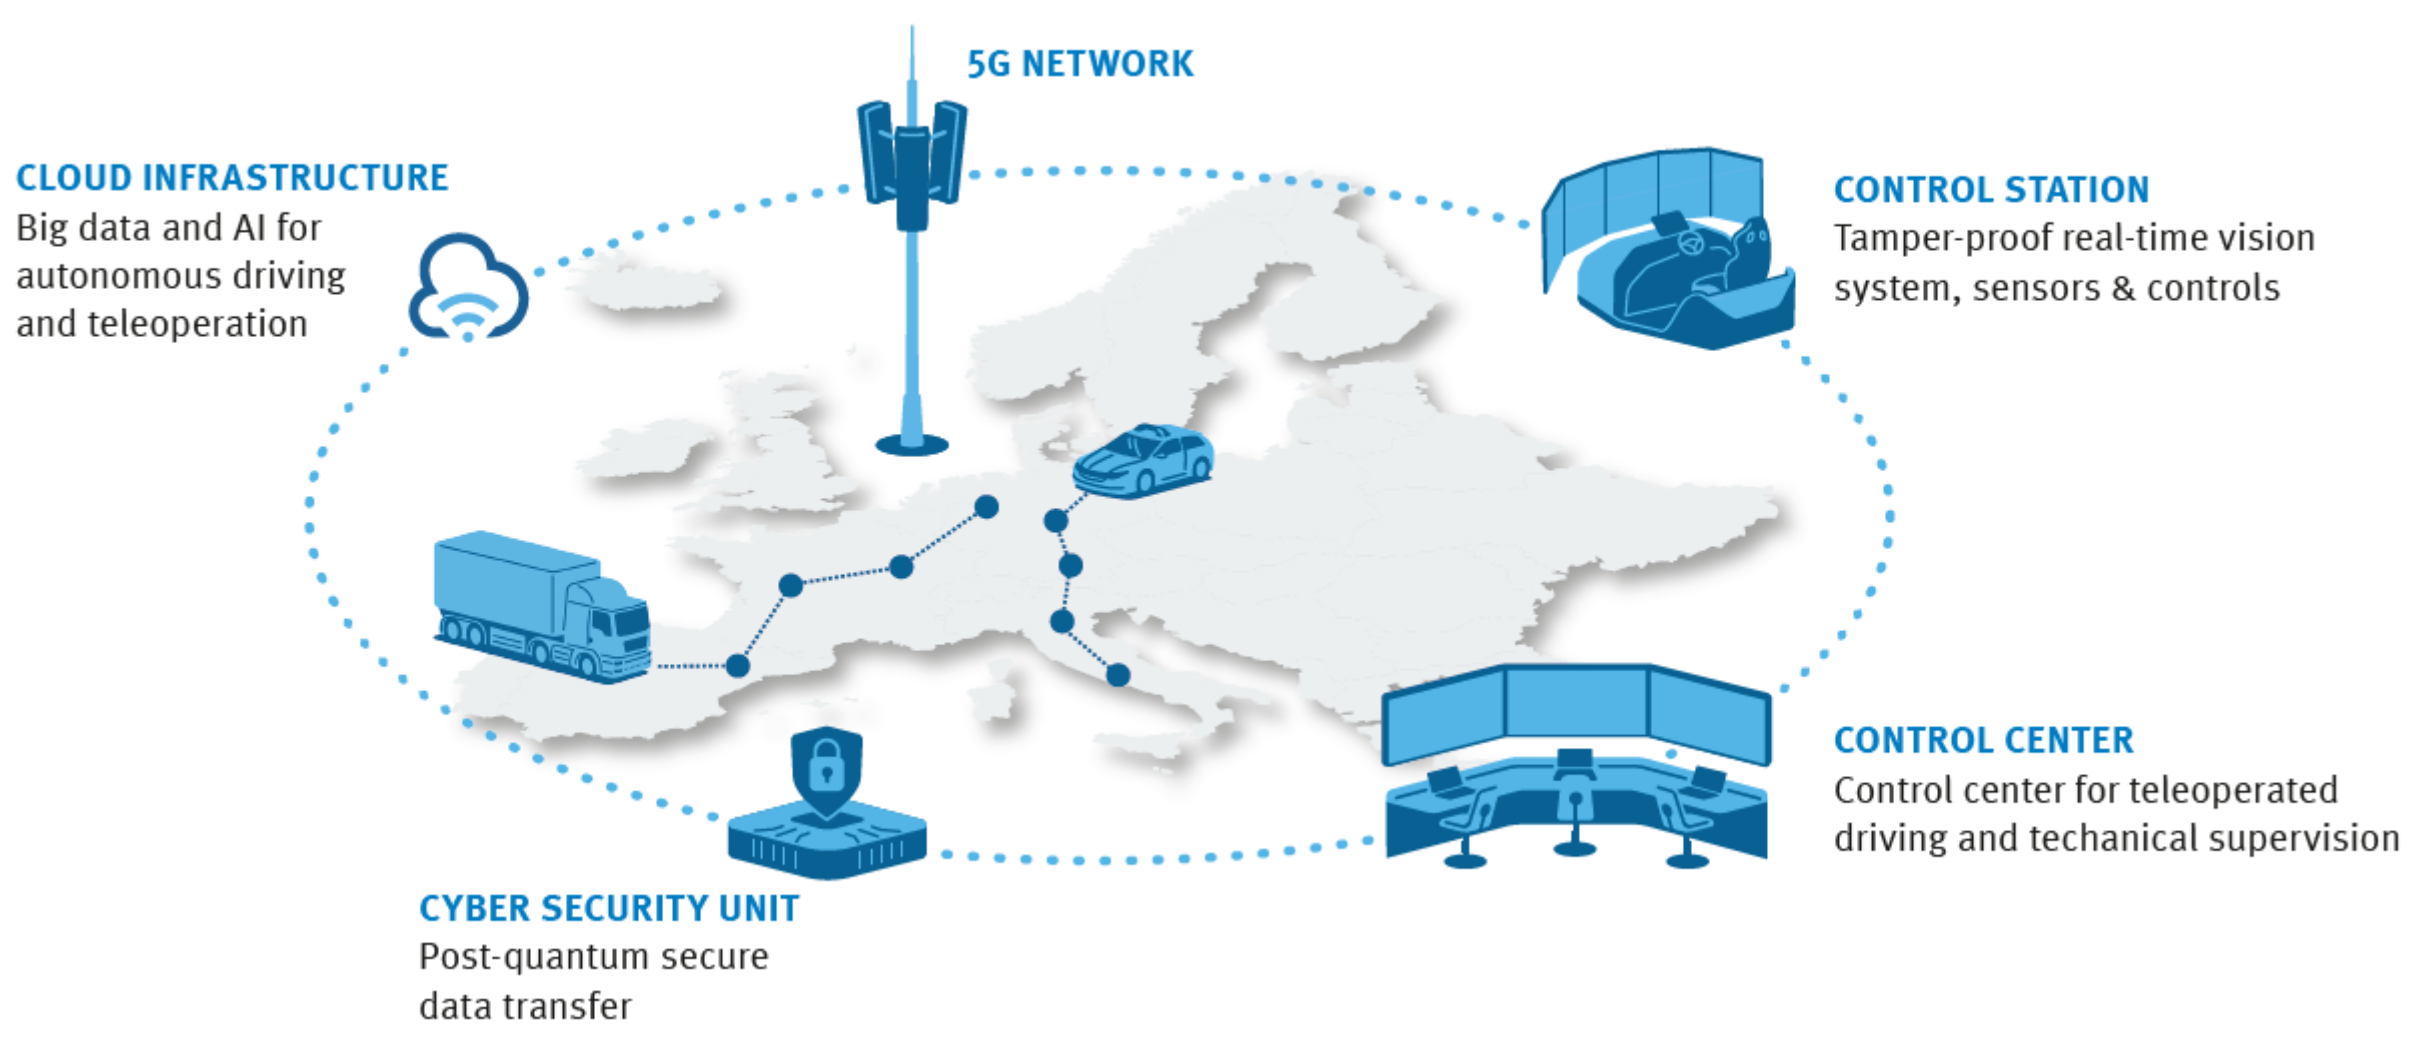 5G NETWORK
CLOUD INFRASTRUCTURE
Big data and AI for
autonomous driving
and teleoperation
CONTROL STATION
Tamper-proof real-time vision
system, sensors & controls
CONTROL CENTER
Control center for teleoperated
driving and techanical supervision
CYBER SECURITY UNIT
Post-quantum secure
data transfer